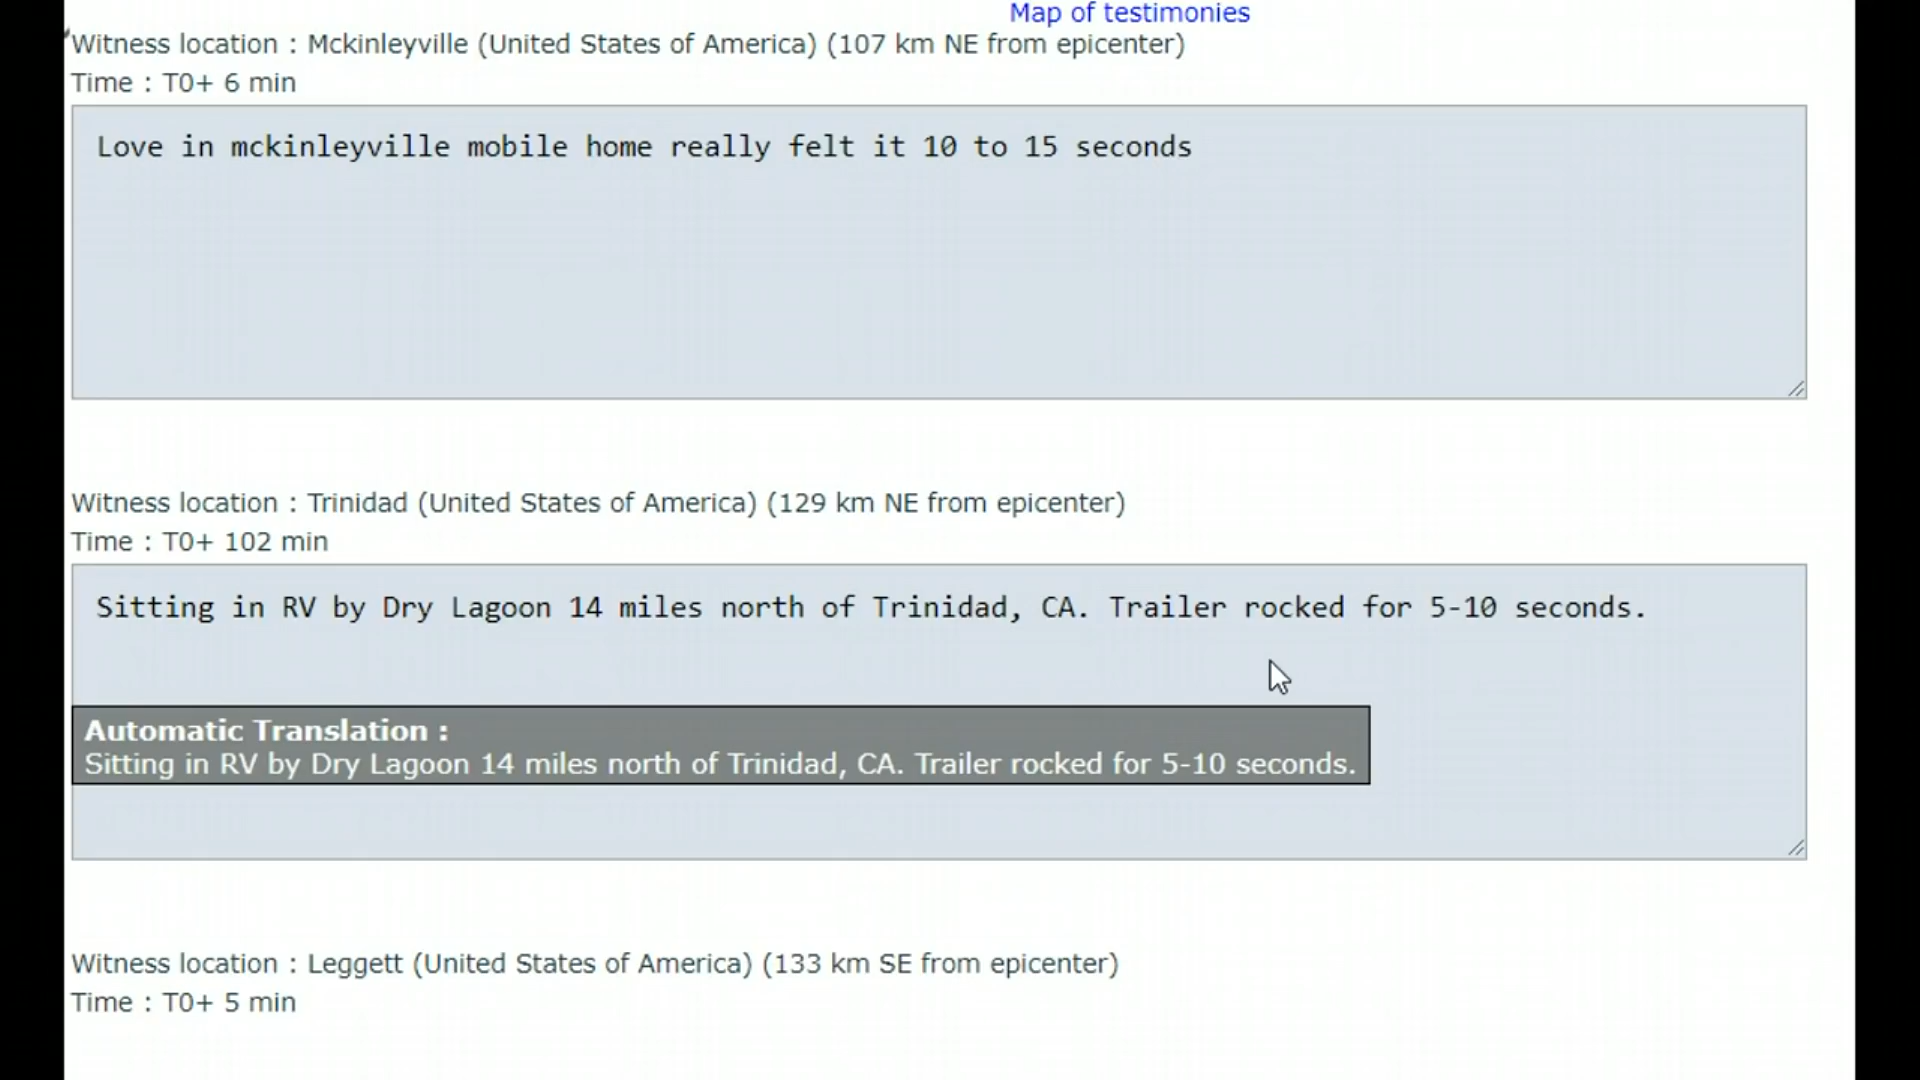 Map of testimonies
Witness location : Mckinleyville (United States of America) (107 km NE from epicenter)
Time : T0+ 6 min
Love in mckinleyville mobile home really felt it 10 to 15 seconds
Witness location : Trinidad (United States of America) (129 km NE from epicenter)
Time : T0+ 102 min
Sitting in RV by Dry Lagoon 14 miles north of Trinidad, CA. Trailer rocked for 5-10 seconds.
Automatic Translation :
Sitting in RV by Dry Lagoon 14 miles north of Trinidad, CA. Trailer rocked for 5-10 seconds.
Witness location : Leggett (United States of America) (133 km SE from epicenter)
Time : T0+ 5 min